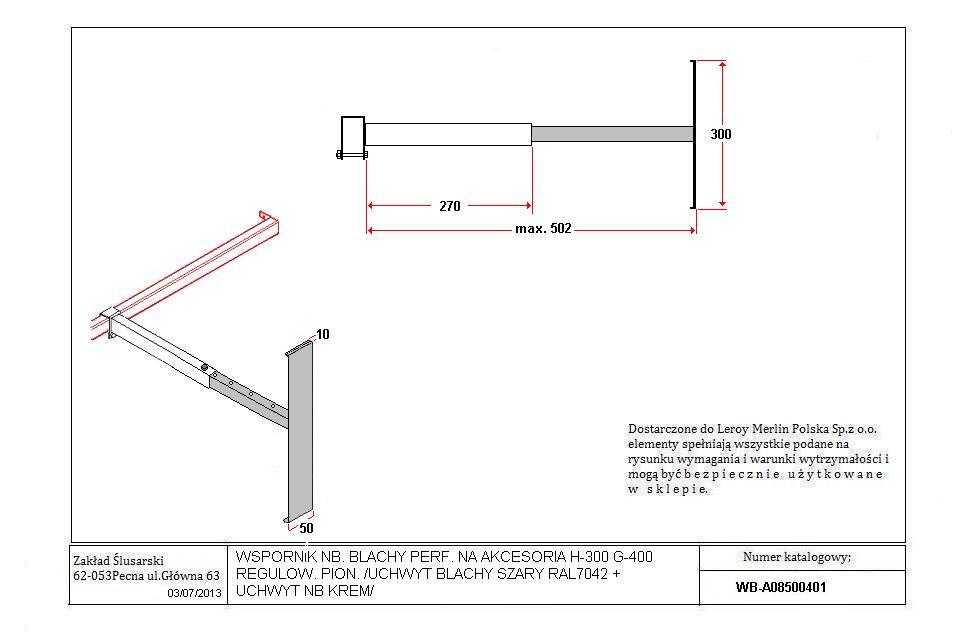 300
270
max. 502
10
50
Dostarczone do Leroy Merlin Polska Sp.z o.o.
elementy spełniają wszystkie podane na
rysunku wymagania i warunki wytrzymałości i
mogą być b e z p i e c z n i e u ż y t k o w a n e
w s k l e p i e.
Zakład Ślusarski
62-053Pecna ul.Główna 63
03/07/2013
WSPORNiK NB. BLACHY PERF. NA AKCESORIA H-300 G-400
REGULOW. PION. /UCHWYT BLACHY SZARY RAL7042 +
UCHWYT NB KREM/
Numer katalogowy;
WB-A08500401